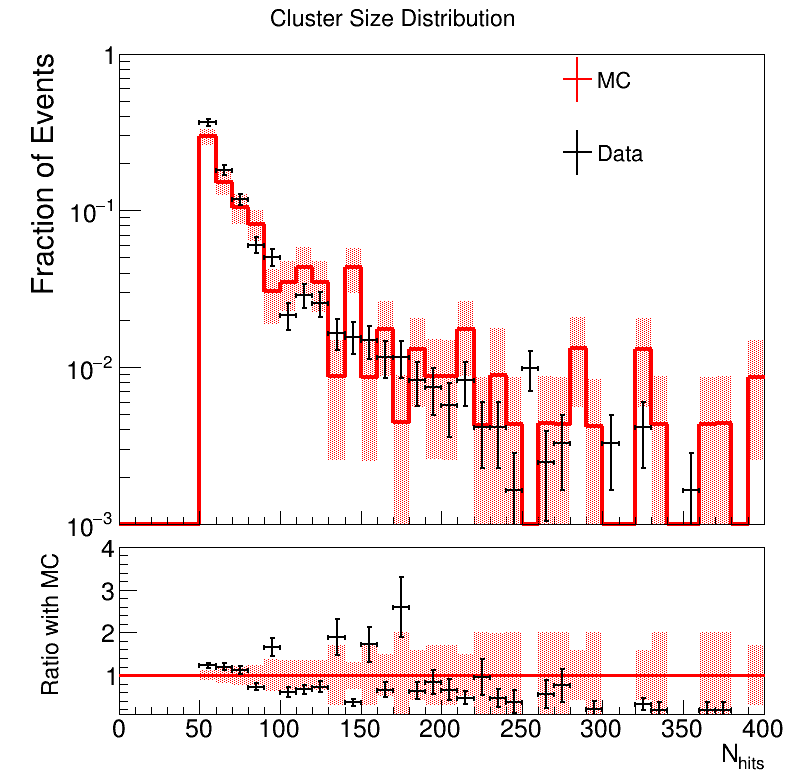 Cluster Size Distribution
Fraction of Events
1
10⁻¹
10⁻²
10⁻³
MC
Data
Ratio with MC
4
3
2
1
0 50 100 150 200 250 300 350 400
N_hits